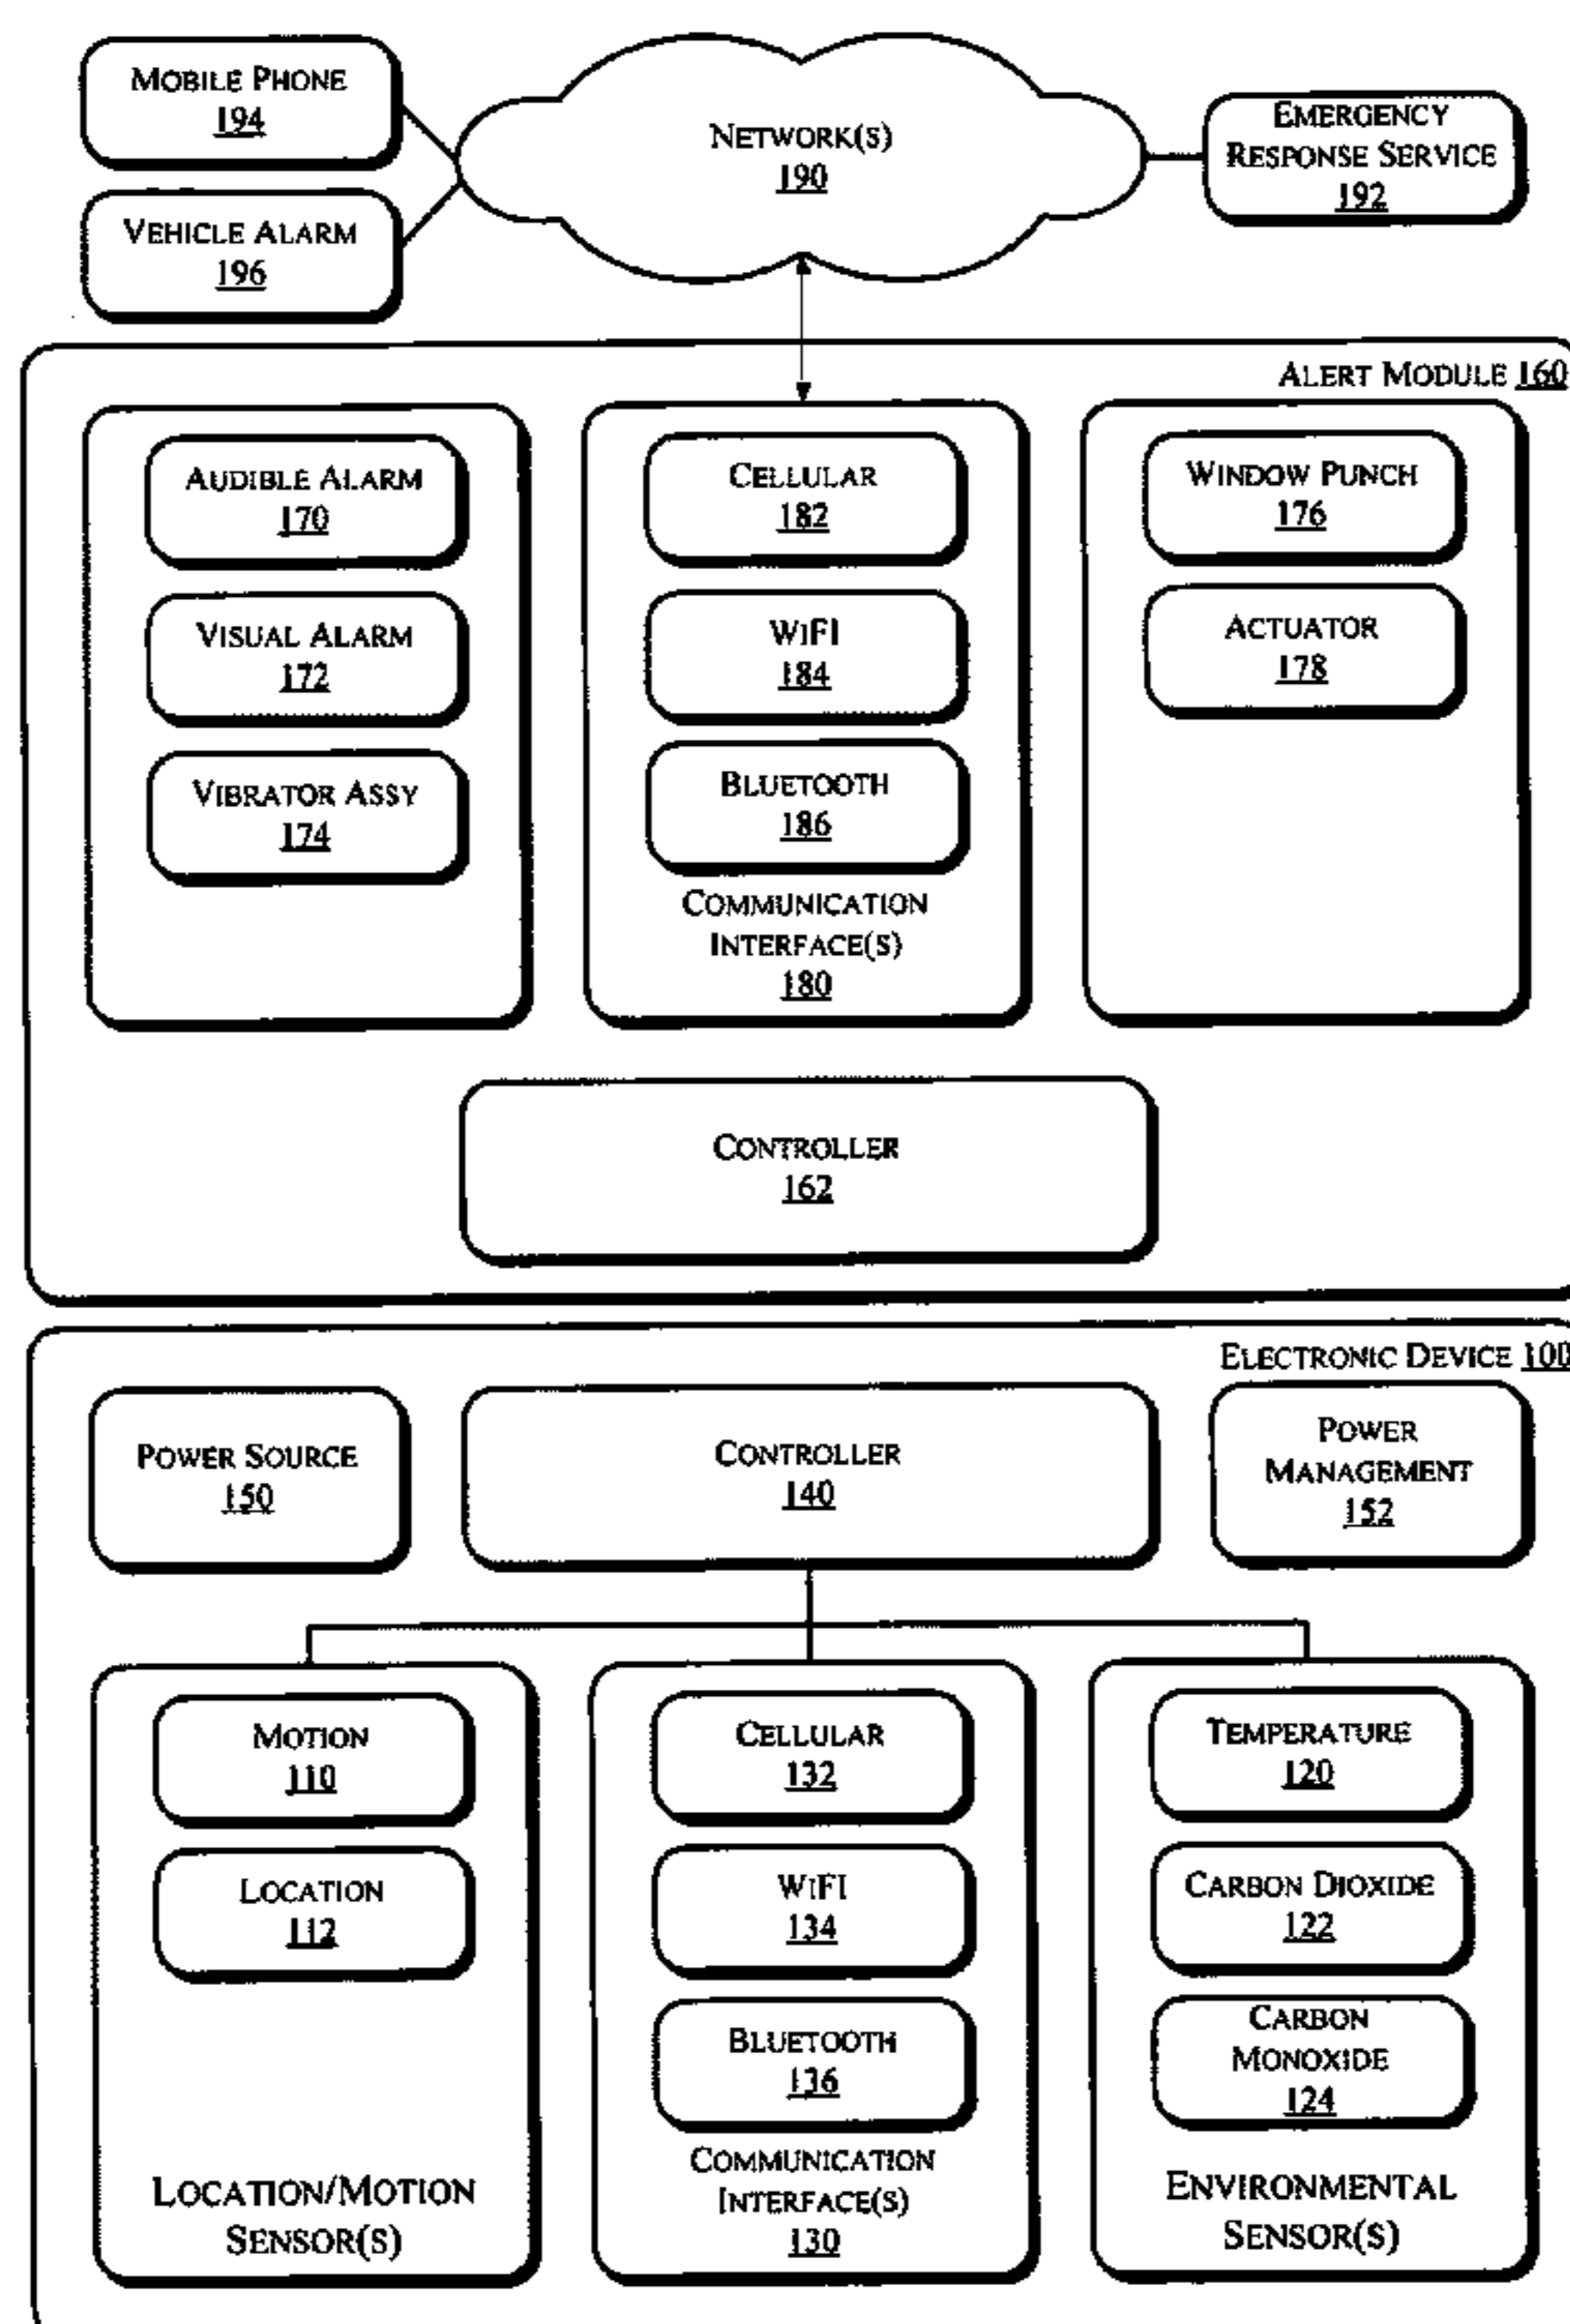 MOBILE PHONE
194
NETWORK(S)
190
EMERGENCY
RESPONSE SERVICE
192
VEHICLE ALARM
196
ALERT MODULE 160
AUDIBLE ALARM
170
VISUAL ALARM
172
VIBRATOR ASSY
174
CELLULAR
182
WIFI
184
BLUETOOTH
186
COMMUNICATION
INTERFACE(S)
180
WINDOW PUNCH
176
ACTUATOR
178
CONTROLLER
162
ELECTRONIC DEVICE 100
POWER SOURCE
150
CONTROLLER
140
POWER
MANAGEMENT
152
MOTION
110
LOCATION
112
LOCATION/MOTION
SENSOR(S)
CELLULAR
132
WIFI
134
BLUETOOTH
136
COMMUNICATION
INTERFACE(S)
130
TEMPERATURE
120
CARBON DIOXIDE
122
CARBON
MONOXIDE
124
ENVIRONMENTAL
SENSOR(S)